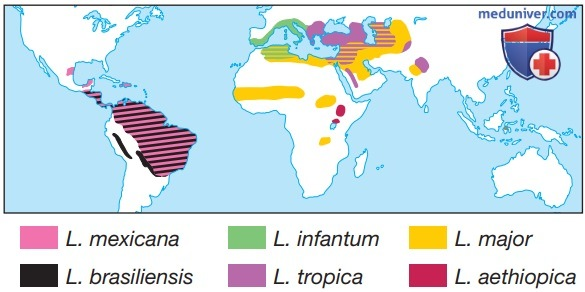 meduniver.com
L. mexicana L. infantum L. major
L. brasiliensis L. tropica L. aethiopica